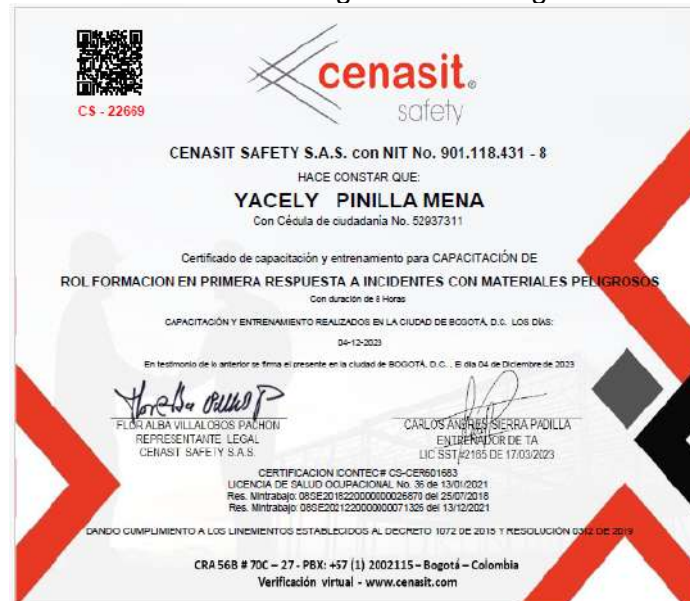 CS - 22669
cenasit®
safety
CENASIT SAFETY S.A.S. con NIT No. 901.118.431 - 8
HACE CONSTAR QUE:
YACELY PINILLA MENA
Con Cédula de ciudadanía No. 52937311
Certificado de capacitación y entrenamiento para CAPACITACIÓN DE
ROL FORMACION EN PRIMERA RESPUESTA A INCIDENTES CON MATERIALES PELIGROSOS
Con duración de 8 Horas
CAPACITACIÓN Y ENTRENAMIENTO REALIZADOS EN LA CIUDAD DE BOGOTÁ, D.C. LOS DÍAS:
04-12-2023
En testimonio de lo anterior se firma el presente en la ciudad de BOGOTÁ, D.C. , El día 04 de Diciembre de 2023
FLOR ALBA VILLALOBOS PACHON
REPRESENTANTE LEGAL
CENASIT SAFETY S.A.S.
CARLOS ANDRES SIERRA PADILLA
ENTRENADOR DE TA
LIC SST #2165 DE 17/03/2023
CERTIFICACION ICONTEC# CS-CER601683
LICENCIA DE SALUD OCUPACIONAL No. 36 de 13/01/2021
Res. Mintrabajo: 08SE2018220000000026870 del 25/07/2018
Res. Mintrabajo: 08SE2021220000000071326 del 13/12/2021
DANDO CUMPLIMIENTO A LOS LINEMIENTOS ESTABLECIDOS AL DECRETO 1072 DE 2015 Y RESOLUCIÓN 0312 DE 2019
CRA 56B # 70C – 27 - PBX: +57 (1) 2002115 – Bogotá – Colombia
Verificación virtual - www.cenasit.com